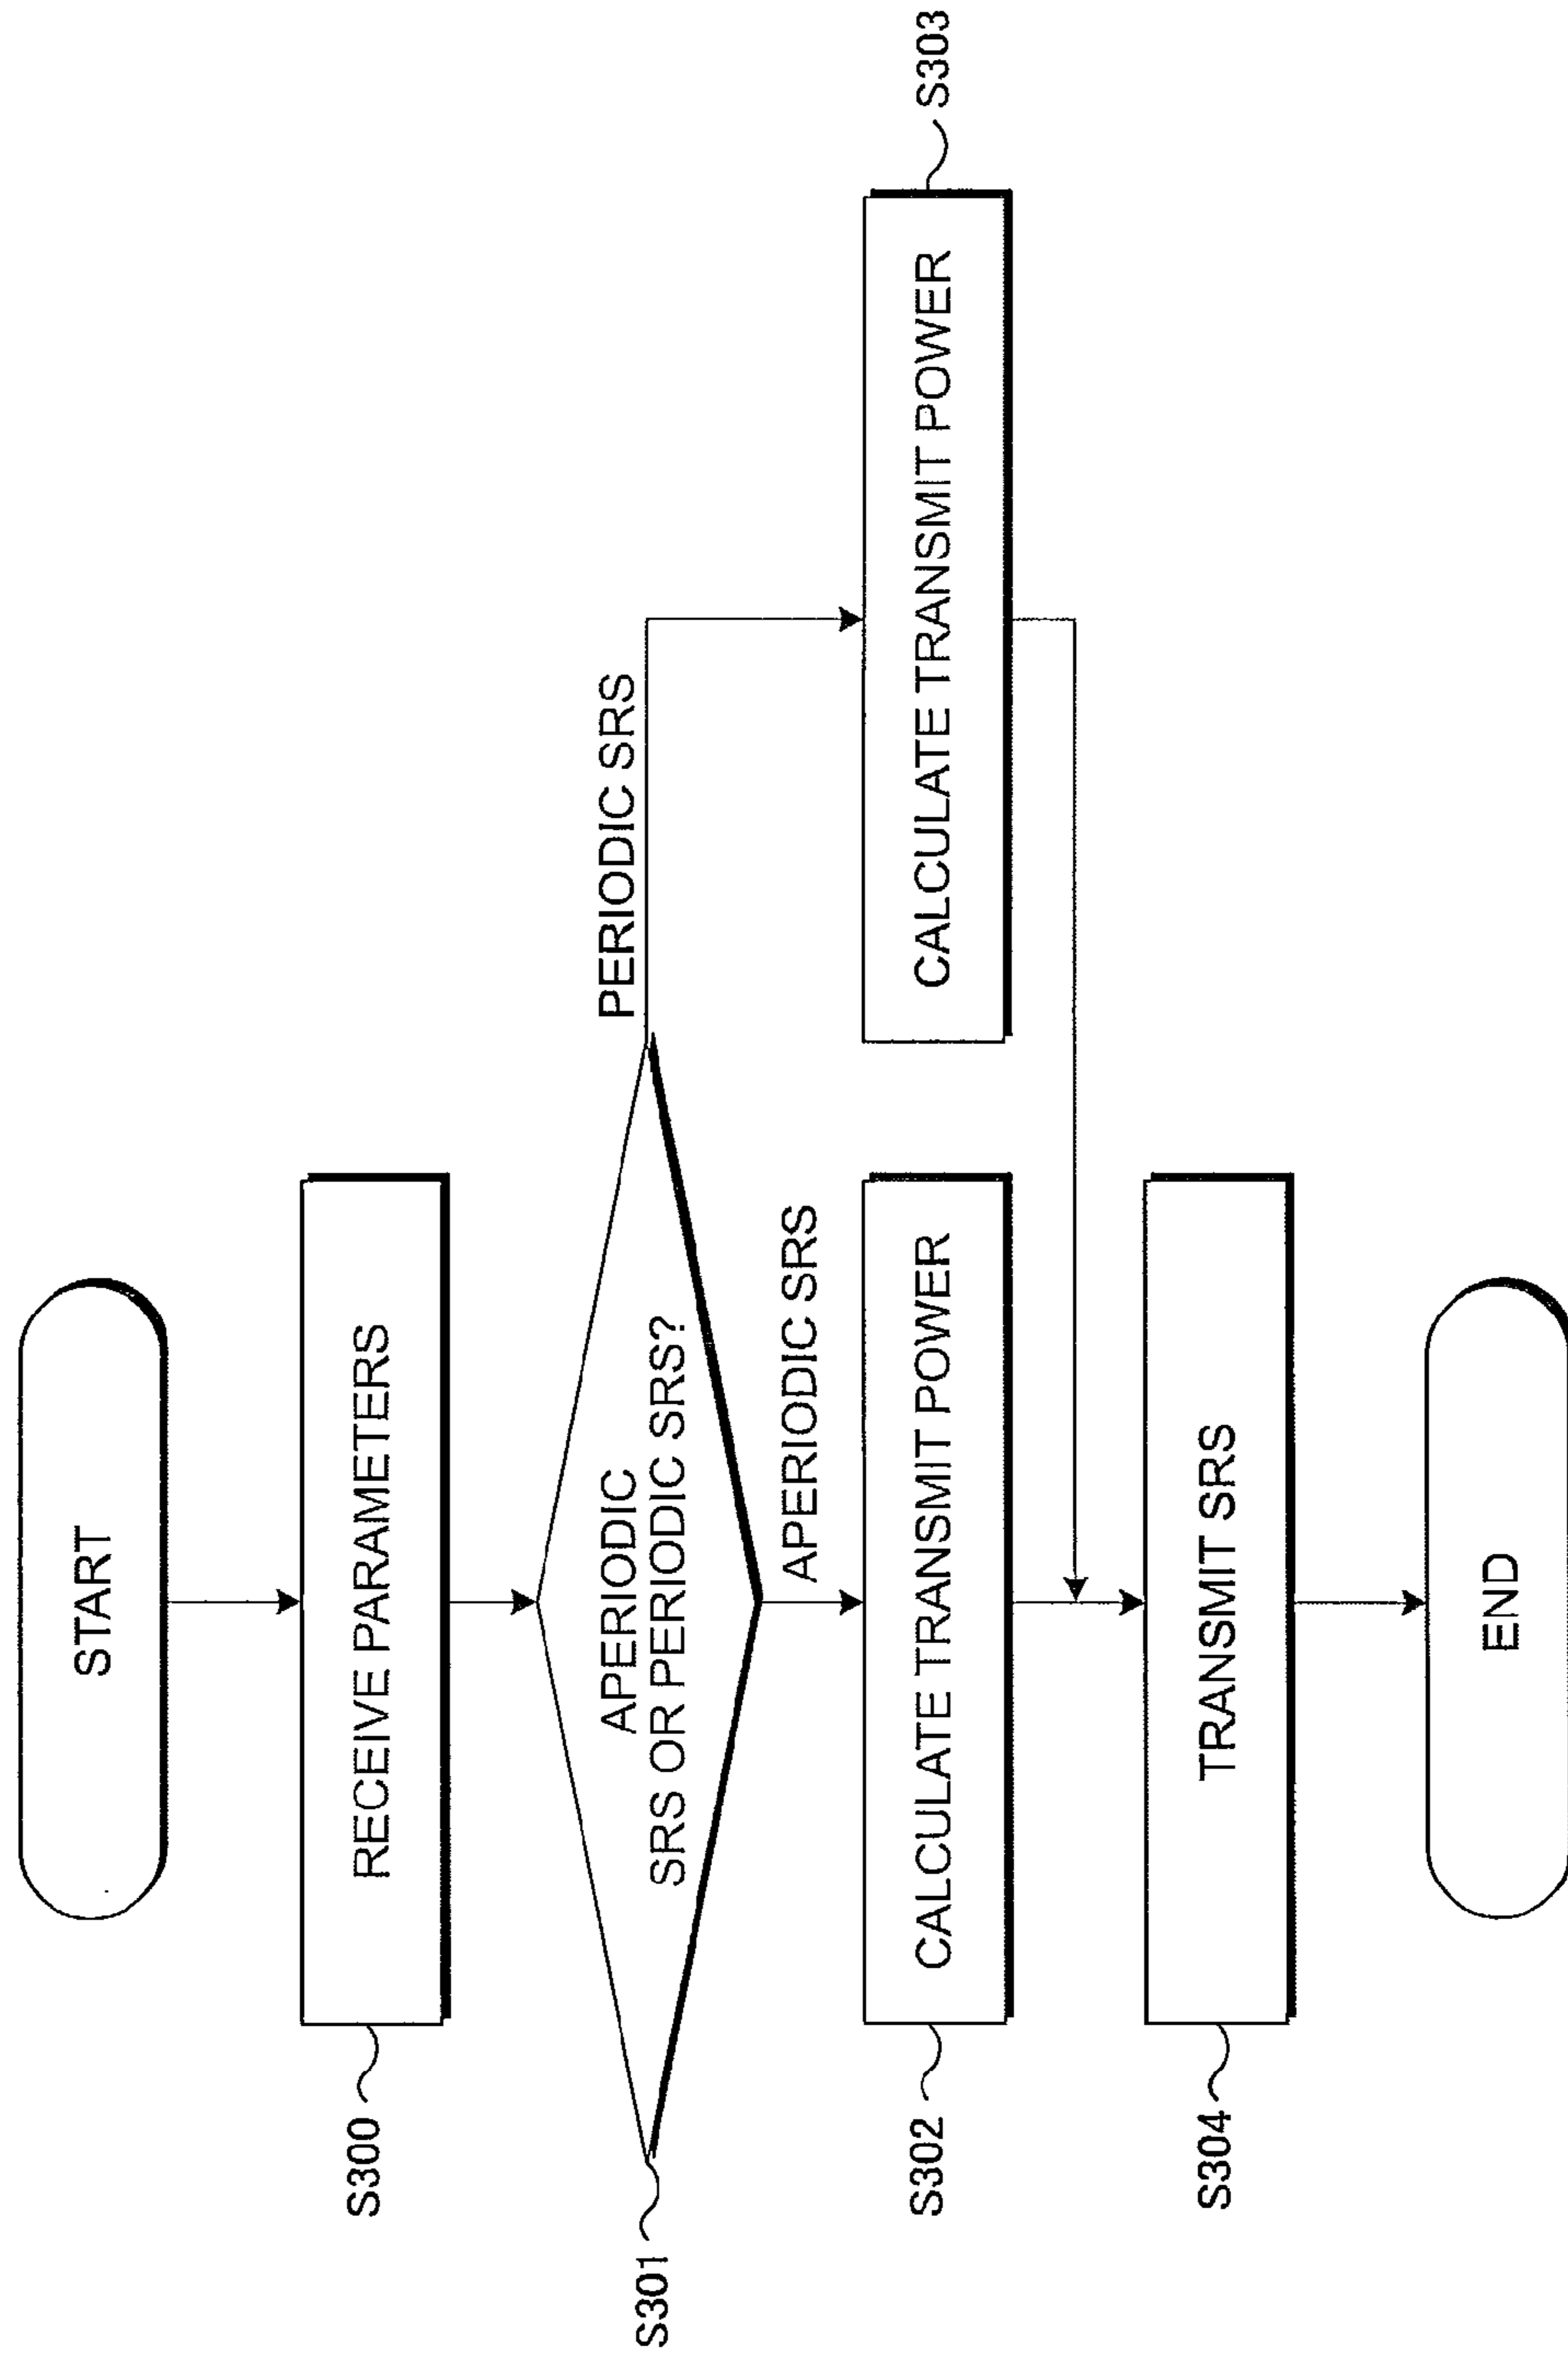 START
RECEIVE PARAMETERS
S300
APERIODIC
SRS OR PERIODIC SRS?
S301
PERIODIC SRS
APERIODIC SRS
CALCULATE TRANSMIT POWER
S302
CALCULATE TRANSMIT POWER
S303
TRANSMIT SRS
S304
END